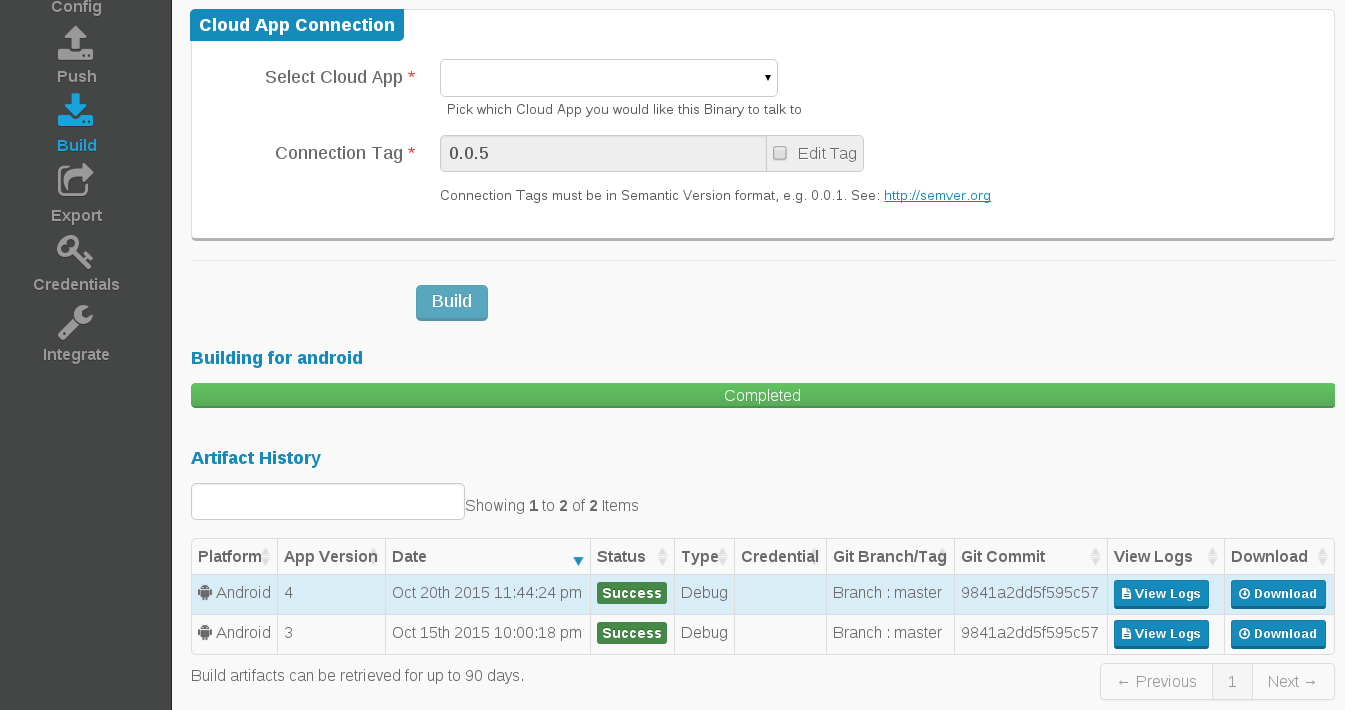 Config
Push
Build
Export
Credentials
Integrate
Cloud App Connection
Select Cloud App *
Pick which Cloud App you would like this Binary to talk to
Connection Tag * 0.0.5 Edit Tag
Connection Tags must be in Semantic Version format, e.g. 0.0.1. See: http://semver.org
Build
Building for android
Completed
Artifact History
Showing 1 to 2 of 2 Items
Platform App Version Date Status Type Credential Git Branch/Tag Git Commit View Logs Download
Android 4 Oct 20th 2015 11:44:24 pm Success Debug Branch : master 9841a2dd5f595c57 View Logs Download
Android 3 Oct 15th 2015 10:00:18 pm Success Debug Branch : master 9841a2dd5f595c57 View Logs Download
Build artifacts can be retrieved for up to 90 days.
← Previous 1 Next →